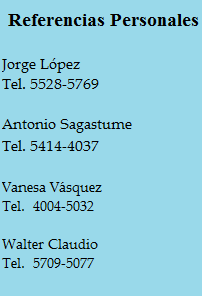 Referencias Personales
Jorge López
Tel. 5528-5769
Antonio Sagastume
Tel. 5414-4037
Vanesa Vásquez
Tel.  4004-5032
Walter Claudio
Tel.  5709-5077